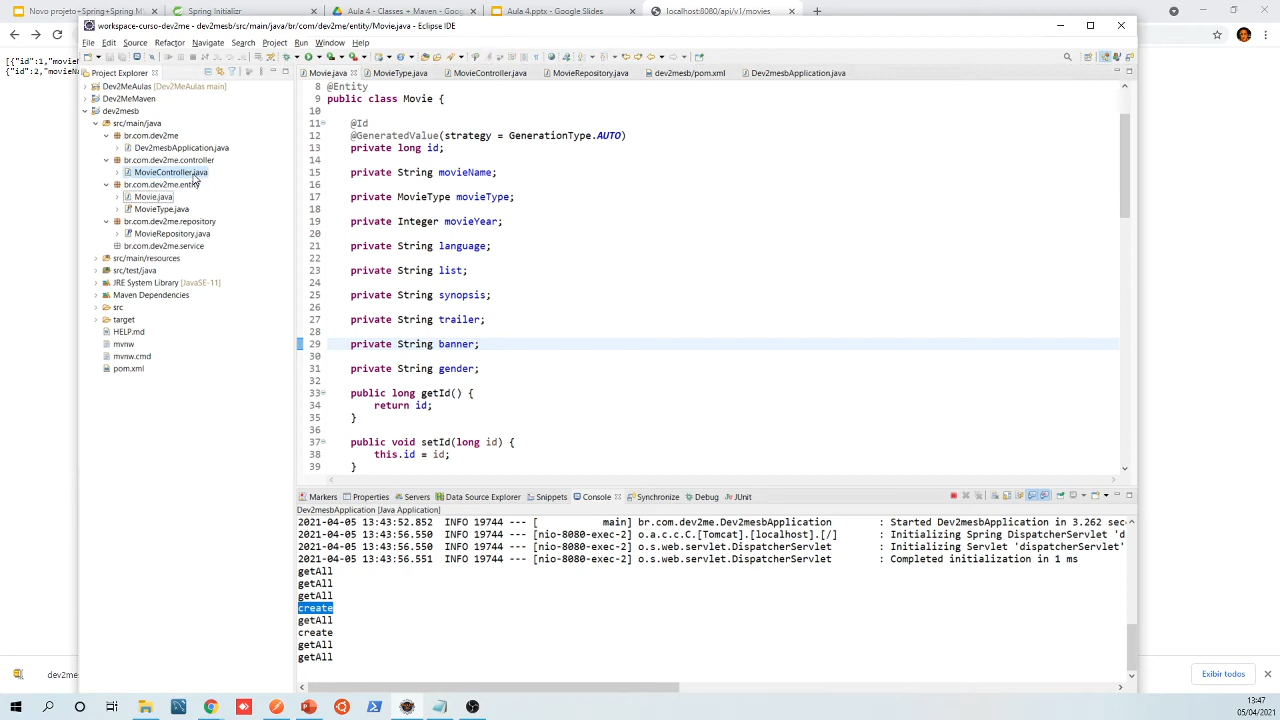 Novo projeto +Spring+M
Spring Initializr
Aula 4 - Classes e
Aula 4.pptx - Google Slides
localhost8080/api/v1/movies
workspace-curso-dev2me - dev2mesb/src/main/java/br/com/dev2me/entity/Movie.java - Eclipse IDE
File Edit Source Refactor Navigate Search Project Run Window Help
[{"id":1,"movieN
{"id":2,"movieNa
Project Explorer
Dev2MeAulas [Dev2MeAulas main]
Dev2MeMaven
dev2mesb
src/main/java
br.com.dev2me
Dev2mesbApplication.java
br.com.dev2me.controller
MovieController.java
br.com.dev2me.entity
Movie.java
MovieType.java
br.com.dev2me.repository
MovieRepository.java
br.com.dev2me.service
src/main/resources
src/test/java
JRE System Library [JavaSE-11]
Maven Dependencies
src
target
HELP.md
mvnw
mvnw.cmd
pom.xml
Movie.java MovieType.java MovieController.java MovieRepository.java dev2mesb/pom.xml Dev2mesbApplication.java
8 @Entity
9 public class Movie {
10
11 @Id
12 @GeneratedValue(strategy = GenerationType.AUTO)
13 private long id;
14
15 private String movieName;
16
17 private MovieType movieType;
18
19 private Integer movieYear;
20
21 private String language;
22
23 private String list;
24
25 private String synopsis;
26
27 private String trailer;
28
29 private String banner;
30
31 private String gender;
32
33 public long getId() {
34 return id;
35 }
36
37 public void setId(long id) {
38 this.id = id;
39 }
Markers Properties Servers Data Source Explorer Snippets Console Synchronize Debug JUnit
Dev2mesbApplication [Java Application]
2021-04-05 13:43:52.852 INFO 19744 --- [ main] br.com.dev2me.Dev2mesbApplication : Started Dev2mesbApplication in 3.262 sec
2021-04-05 13:43:56.550 INFO 19744 --- [nio-8080-exec-2] o.a.c.c.C.[Tomcat].[localhost].[/] : Initializing Spring DispatcherServlet 'd
2021-04-05 13:43:56.550 INFO 19744 --- [nio-8080-exec-2] o.s.web.servlet.DispatcherServlet : Initializing Servlet 'dispatcherServlet'
2021-04-05 13:43:56.551 INFO 19744 --- [nio-8080-exec-2] o.s.web.servlet.DispatcherServlet : Completed initialization in 1 ms
getAll
getAll
getAll
create
getAll
create
getAll
getAll
dev2me
Exibir todos
13:47
05/04/2021